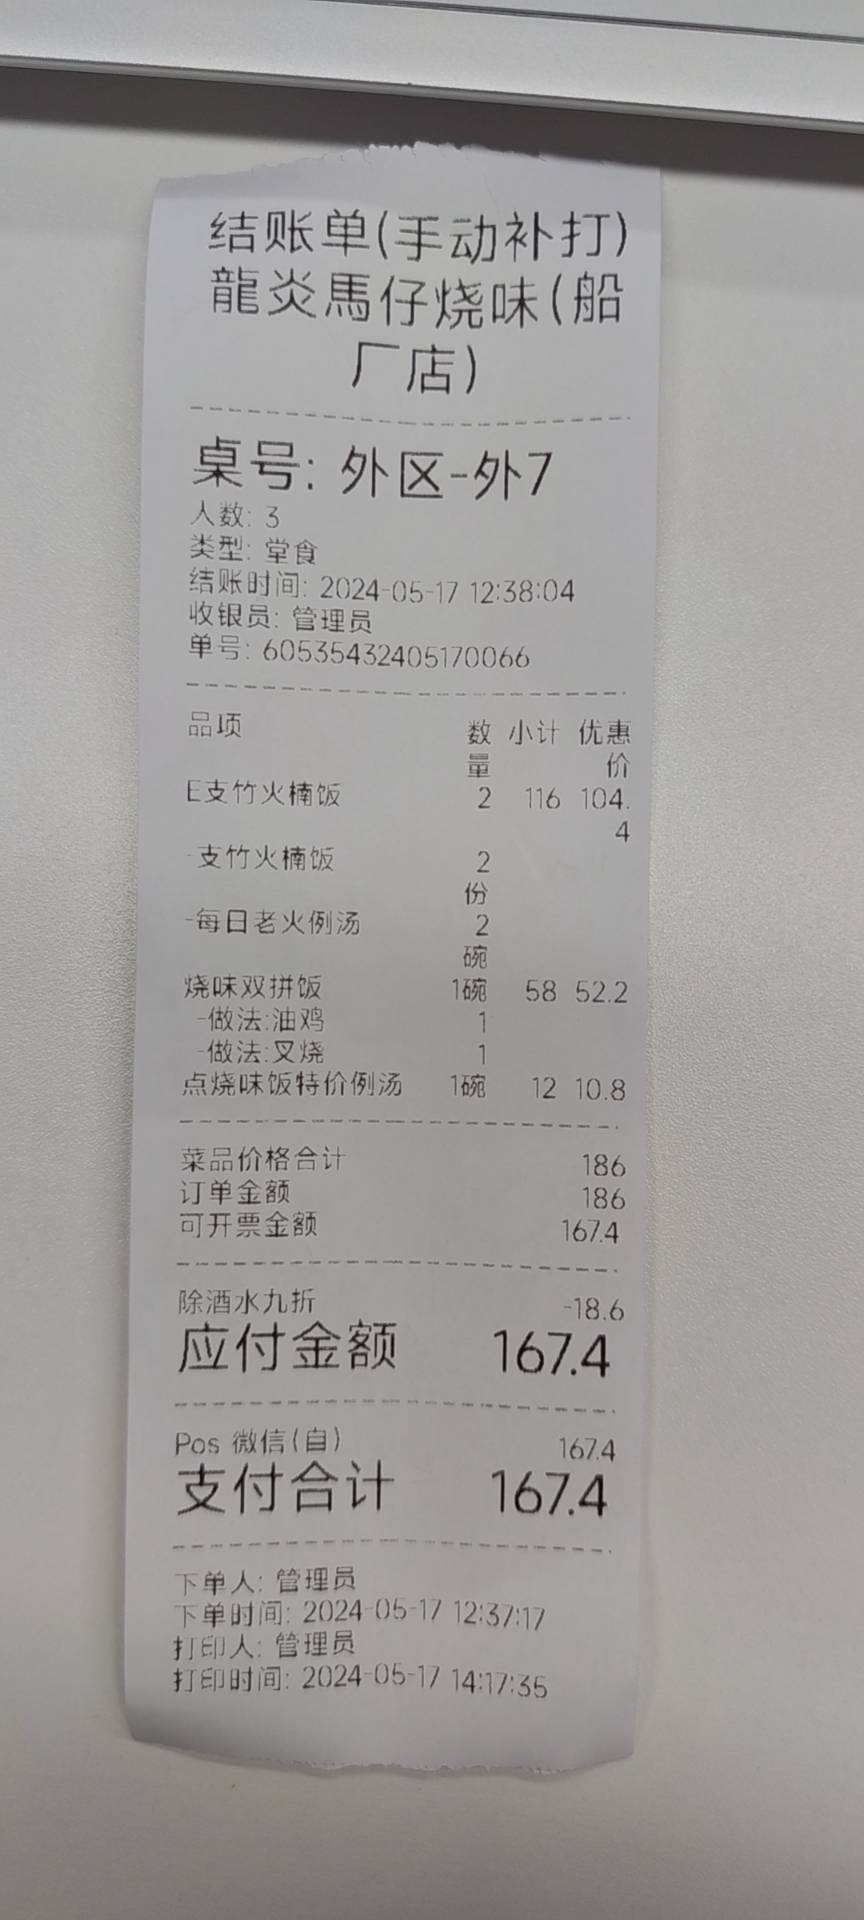 结账单(手动补打)
龍炎馬仔烧味(船
厂店)
桌号: 外区-外7
人数: 3
类型: 堂食
结账时间: 2024-05-17 12:38:04
收银员: 管理员
单号: 605354432405170066
品项 数 小计 优惠
量 价
E支竹火楠饭 2 116 104.
4
-支竹火楠饭 2
份
-每日老火例汤 2
碗
烧味双拼饭 1碗 58 52.2
-做法:油鸡 1
-做法:叉烧 1
点烧味饭特价例汤 1碗 12 10.8
菜品价格合计 186
订单金额 186
可开票金额 167.4
除酒水九折 -18.6
应付金额 167.4
Pos 微信(自) 167.4
支付合计 167.4
下单人: 管理员
下单时间: 2024-05-17 12:37:17
打印人: 管理员
打印时间: 2024-05-17 14:17:35